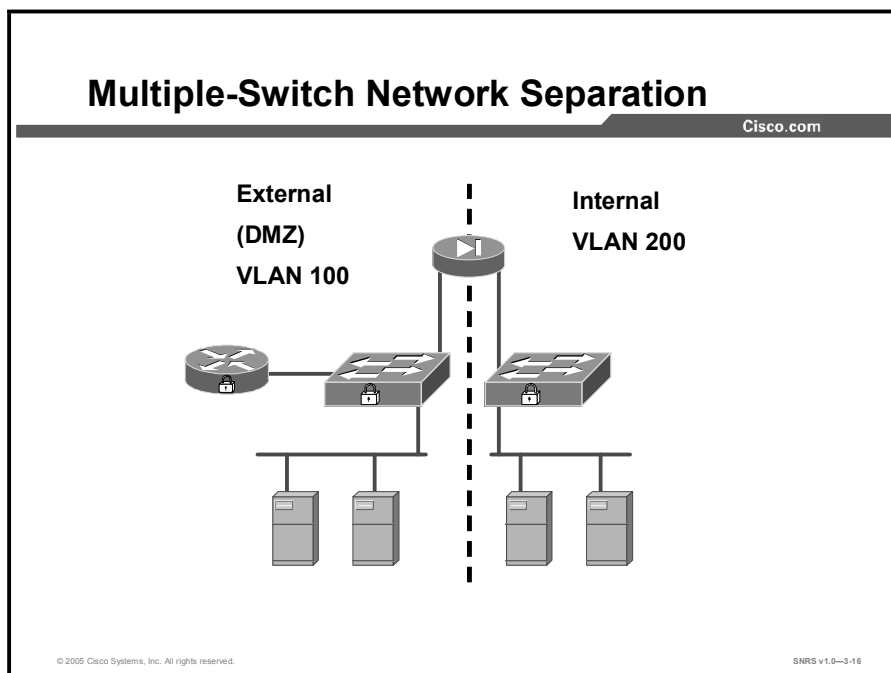 Multiple-Switch Network Separation
Cisco.com
External
(DMZ)
VLAN 100
Internal
VLAN 200
© 2005 Cisco Systems, Inc. All rights reserved.
SNRS v1.0—3-16